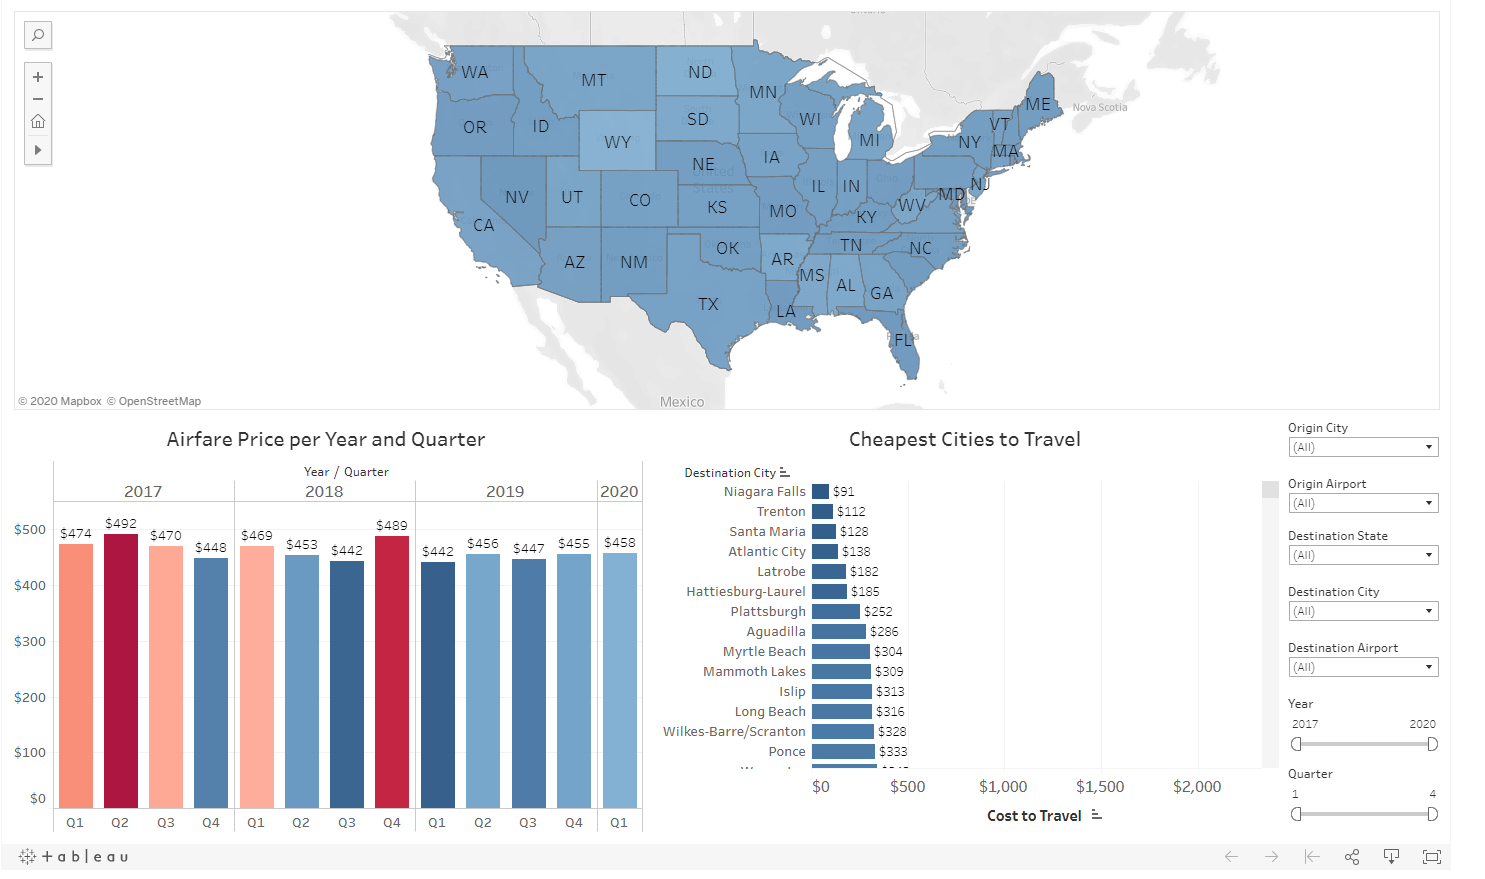 Ontario
WA
MT
ND
MN
ME
Nova Scotia
OR
ID
WY
SD
WI
MI
VT
NY
MA
NE
IA
United
States
IL
IN
Ohio
NJ
MD
NV
UT
CO
KS
MO
KY
WV
CA
AZ
NM
OK
AR
TN
NC
MS
AL
GA
TX
LA
FL
© 2020 Mapbox © OpenStreetMap
Mexico
Airfare Price per Year and Quarter
Year / Quarter
2017 2018 2019 2020
$500
$400
$300
$200
$100
$0
$474 $492 $470 $448 $469 $453 $442 $489 $442 $456 $447 $455 $458
Q1 Q2 Q3 Q4 Q1 Q2 Q3 Q4 Q1 Q2 Q3 Q4 Q1
Cheapest Cities to Travel
Destination City
Niagara Falls $91
Trenton $112
Santa Maria $128
Atlantic City $138
Latrobe $182
Hattiesburg-Laurel $185
Plattsburgh $252
Aguadilla $286
Myrtle Beach $304
Mammoth Lakes $309
Islip $313
Long Beach $316
Wilkes-Barre/Scranton $328
Ponce $333
$0 $500 $1,000 $1,500 $2,000
Cost to Travel
Origin City
(All)
Origin Airport
(All)
Destination State
(All)
Destination City
(All)
Destination Airport
(All)
Year
2017 2020
Quarter
1 4
+ableau